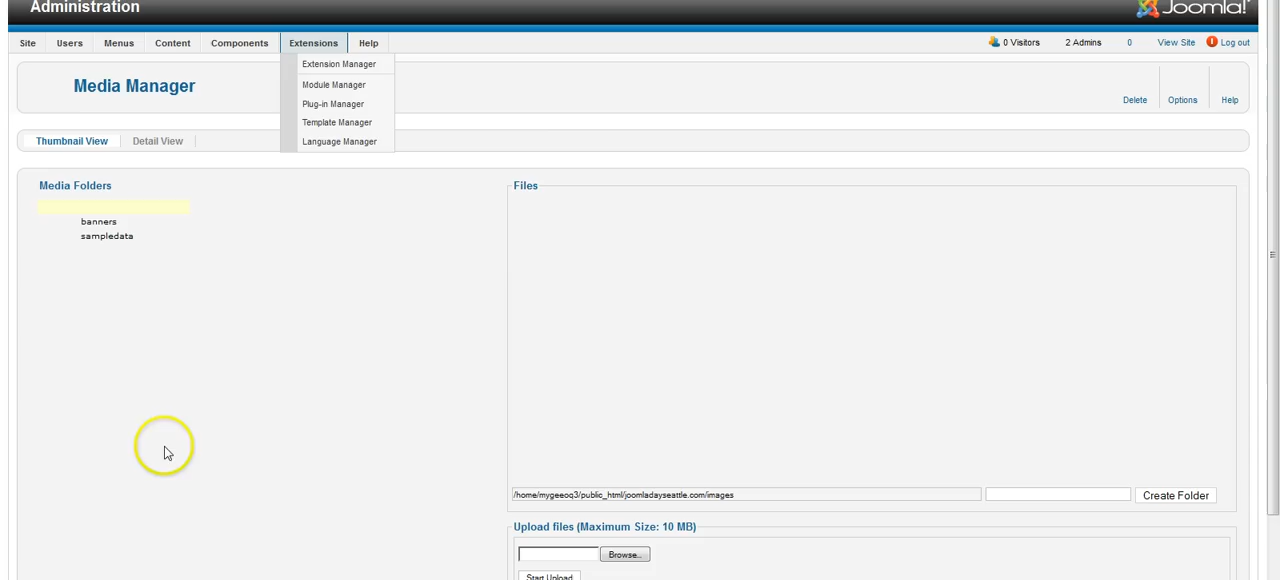 Administration
Joomla!
Site Users Menus Content Components Extensions Help 0 Visitors 2 Admins 0 View Site Log out
Extension Manager
Module Manager
Plug-in Manager
Template Manager
Language Manager
Media Manager
Delete Options Help
Thumbnail View Detail View
Media Folders
banners
sampledata
Files
/home/mygeeoq3/public_html/joomladayseattle.com/images Create Folder
Upload files (Maximum Size: 10 MB)
Browse..
Start Upload